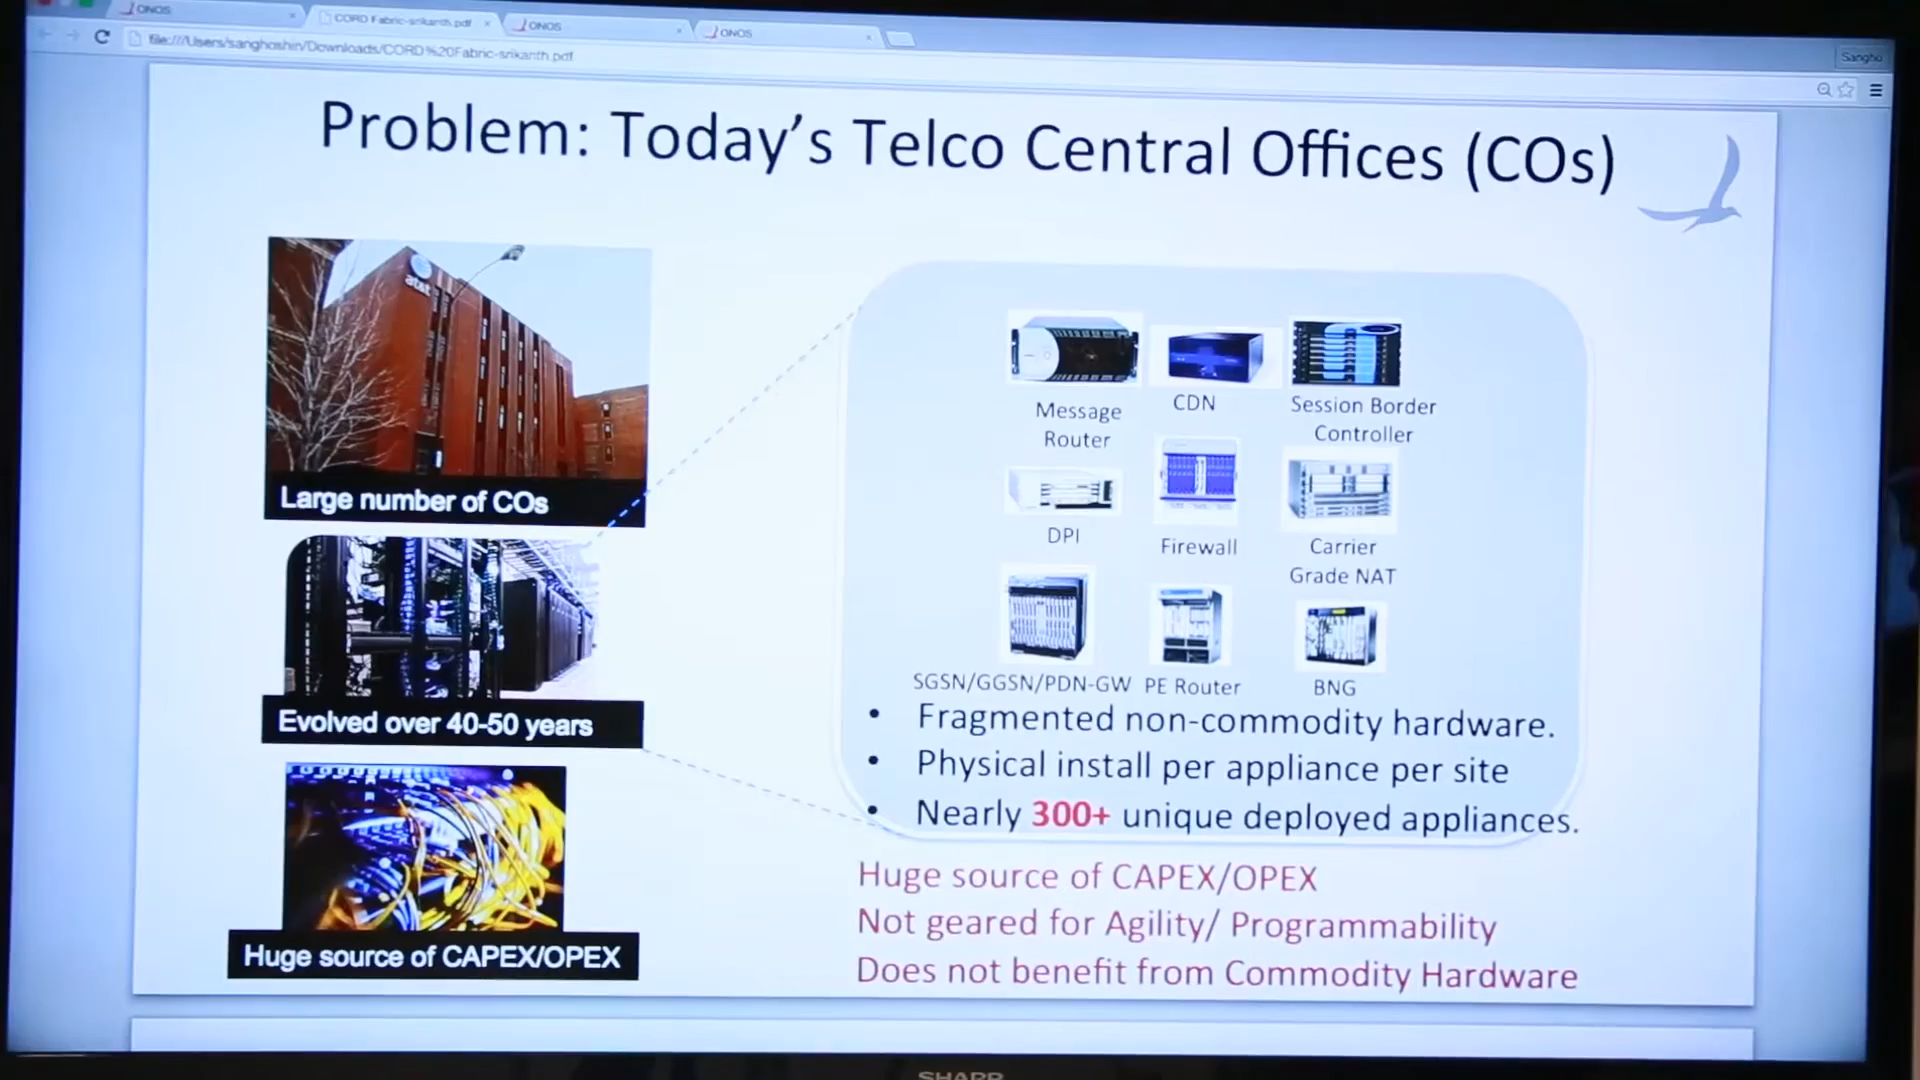 ONOS
CORD Fabric-srikanth.pdf
ONOS
ONOS
Sangho
file:///Users/sanghoshin/Downloads/CORD%20Fabric-srikanth.pdf
Problem: Today's Telco Central Offices (COs)
at&t
Large number of COs
Evolved over 40-50 years
Huge source of CAPEX/OPEX
Message
Router
CDN
Session Border
Controller
DPI
Firewall
Carrier
Grade NAT
SGSN/GGSN/PDN-GW
PE Router
BNG
• Fragmented non-commodity hardware.
• Physical install per appliance per site
• Nearly 300+ unique deployed appliances.
Huge source of CAPEX/OPEX
Not geared for Agility/ Programmability
Does not benefit from Commodity Hardware
SHARP